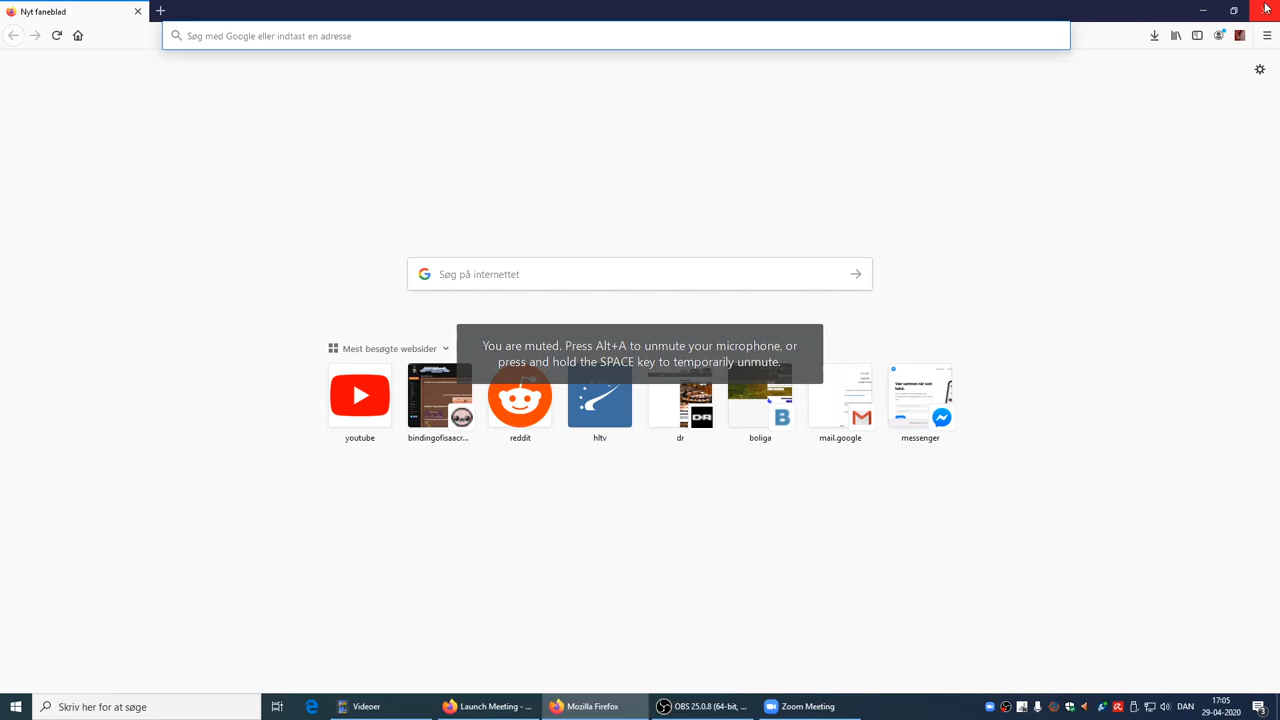 Nyt faneblad
Søg med Google eller indtast en adresse
Søg på internettet
Mest besøgte websider
You are muted. Press Alt+A to unmute your microphone, or
press and hold the SPACE key to temporarily unmute.
youtube
bindingofisaacr...
reddit
hltv
dr
boliga
mail.google
messenger
Skriv her for at søge
Videoer
Launch Meeting - ...
Mozilla Firefox
OBS 25.0.8 (64-bit, ...
Zoom Meeting
DAN
17:05
29-04-2020